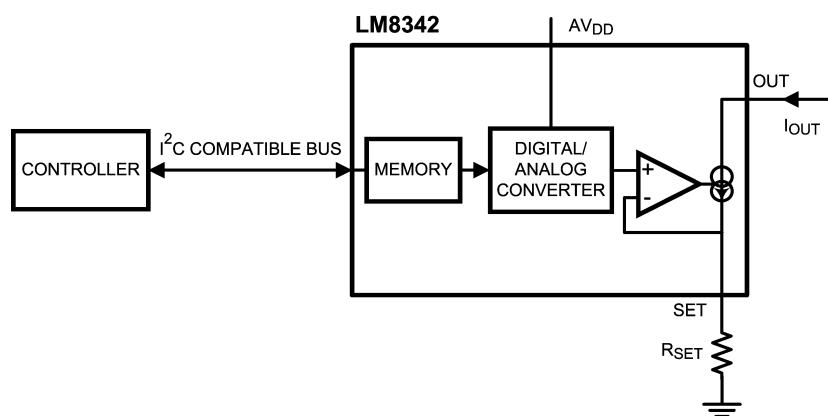 LM8342
AVDD
OUT
IOUT
CONTROLLER
I2C COMPATIBLE BUS
MEMORY
DIGITAL/
ANALOG
CONVERTER
+
-
SET
RSET